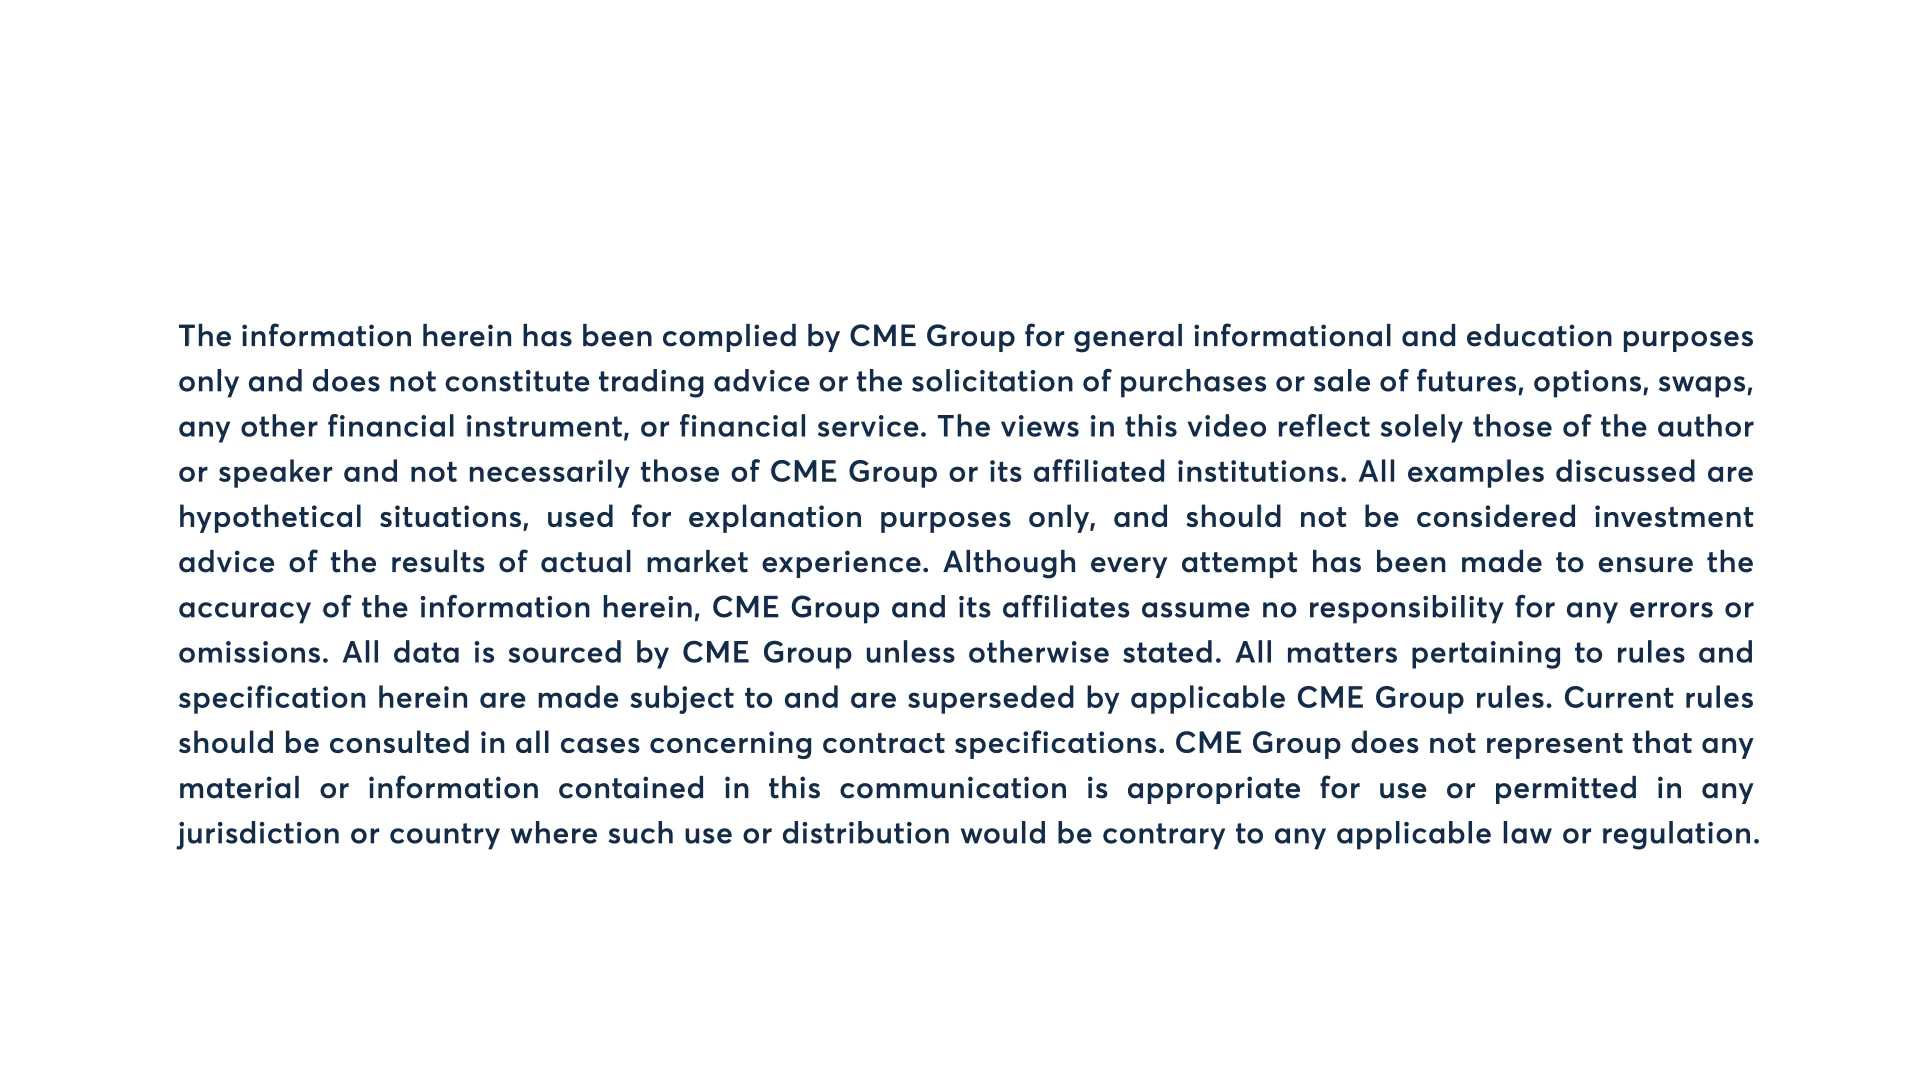 The information herein has been complied by CME Group for general informational and education purposes
only and does not constitute trading advice or the solicitation of purchases or sale of futures, options, swaps,
any other financial instrument, or financial service. The views in this video reflect solely those of the author
or speaker and not necessarily those of CME Group or its affiliated institutions. All examples discussed are
hypothetical situations, used for explanation purposes only, and should not be considered investment
advice of the results of actual market experience. Although every attempt has been made to ensure the
accuracy of the information herein, CME Group and its affiliates assume no responsibility for any errors or
omissions. All data is sourced by CME Group unless otherwise stated. All matters pertaining to rules and
specification herein are made subject to and are superseded by applicable CME Group rules. Current rules
should be consulted in all cases concerning contract specifications. CME Group does not represent that any
material or information contained in this communication is appropriate for use or permitted in any
jurisdiction or country where such use or distribution would be contrary to any applicable law or regulation.